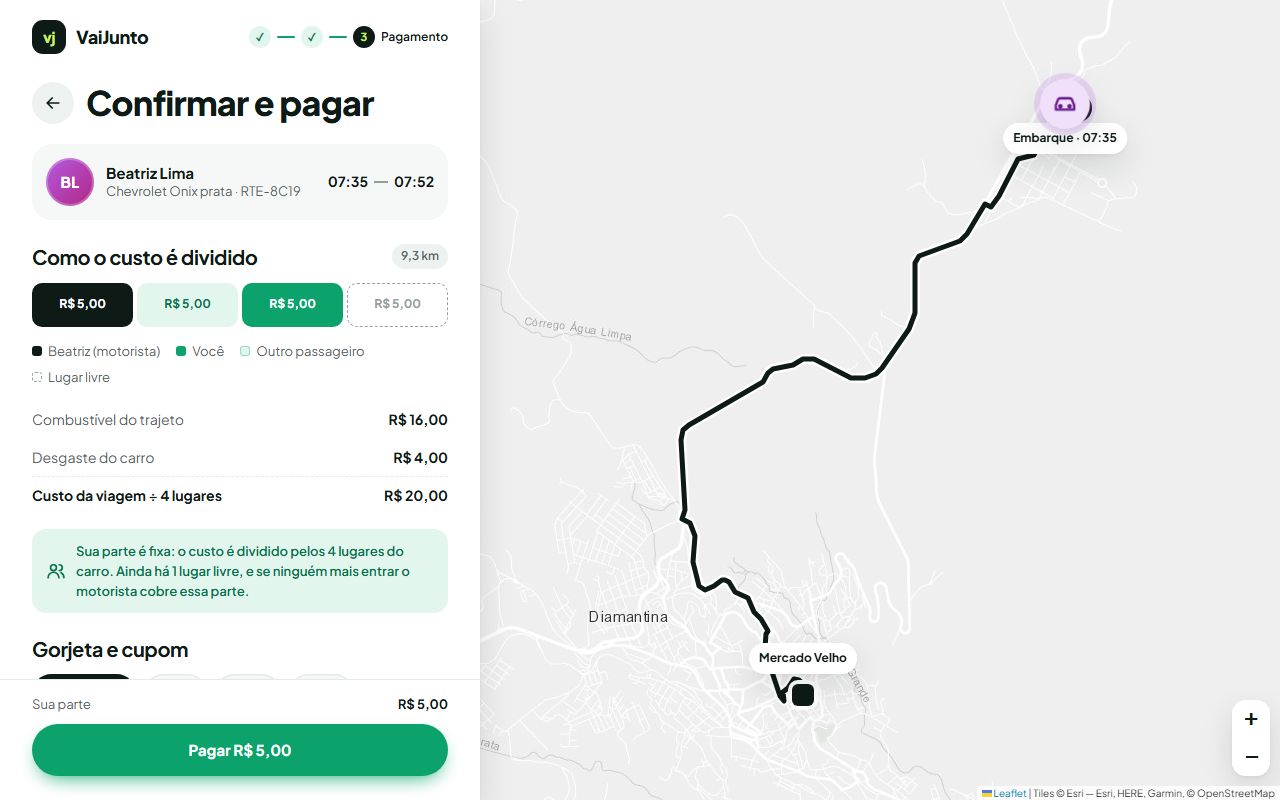 vj VaiJunto
3 Pagamento
Confirmar e pagar
BL
Beatriz Lima
Chevrolet Onix prata · RTE-8C19
07:35 — 07:52
Como o custo é dividido
9,3 km
R$ 5,00
R$ 5,00
R$ 5,00
R$ 5,00
Beatriz (motorista)
Você
Outro passageiro
Lugar livre
Combustível do trajeto R$ 16,00
Desgaste do carro R$ 4,00
Custo da viagem ÷ 4 lugares R$ 20,00
Sua parte é fixa: o custo é dividido pelos 4 lugares do
carro. Ainda há 1 lugar livre, e se ninguém mais entrar o
motorista cobre essa parte.
Gorjeta e cupom
Sua parte R$ 5,00
Pagar R$ 5,00
Embarque · 07:35
Córrego Água Limpa
Diamantina
Mercado Velho
Grande
rata
+
−
Leaflet | Tiles © Esri — Esri, HERE, Garmin, © OpenStreetMap